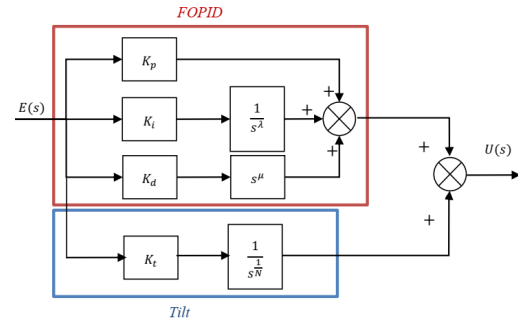 FOPID
K_p
E(s)
K_i
1/s^λ
+
+
+
K_d
s^μ
+
U(s)
+
K_t
1/s^{1/N}
Tilt